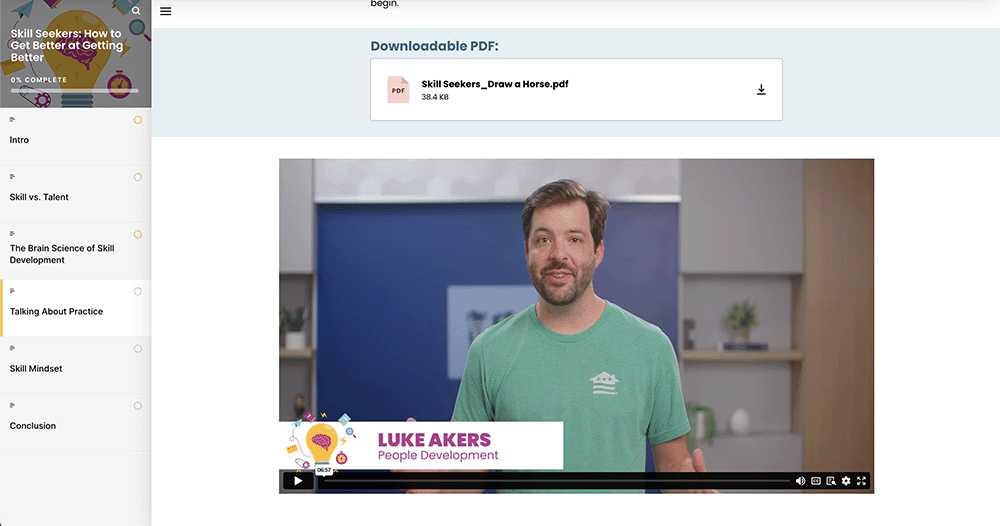 Skill Seekers: How to
Get Better at Getting
Better
0% COMPLETE
Intro
Skill vs. Talent
The Brain Science of Skill
Development
Talking About Practice
Skill Mindset
Conclusion
begin.
Downloadable PDF:
PDF
Skill Seekers_Draw a Horse.pdf
38.4 KB
LUKE AKERS
People Development
06:57
CC